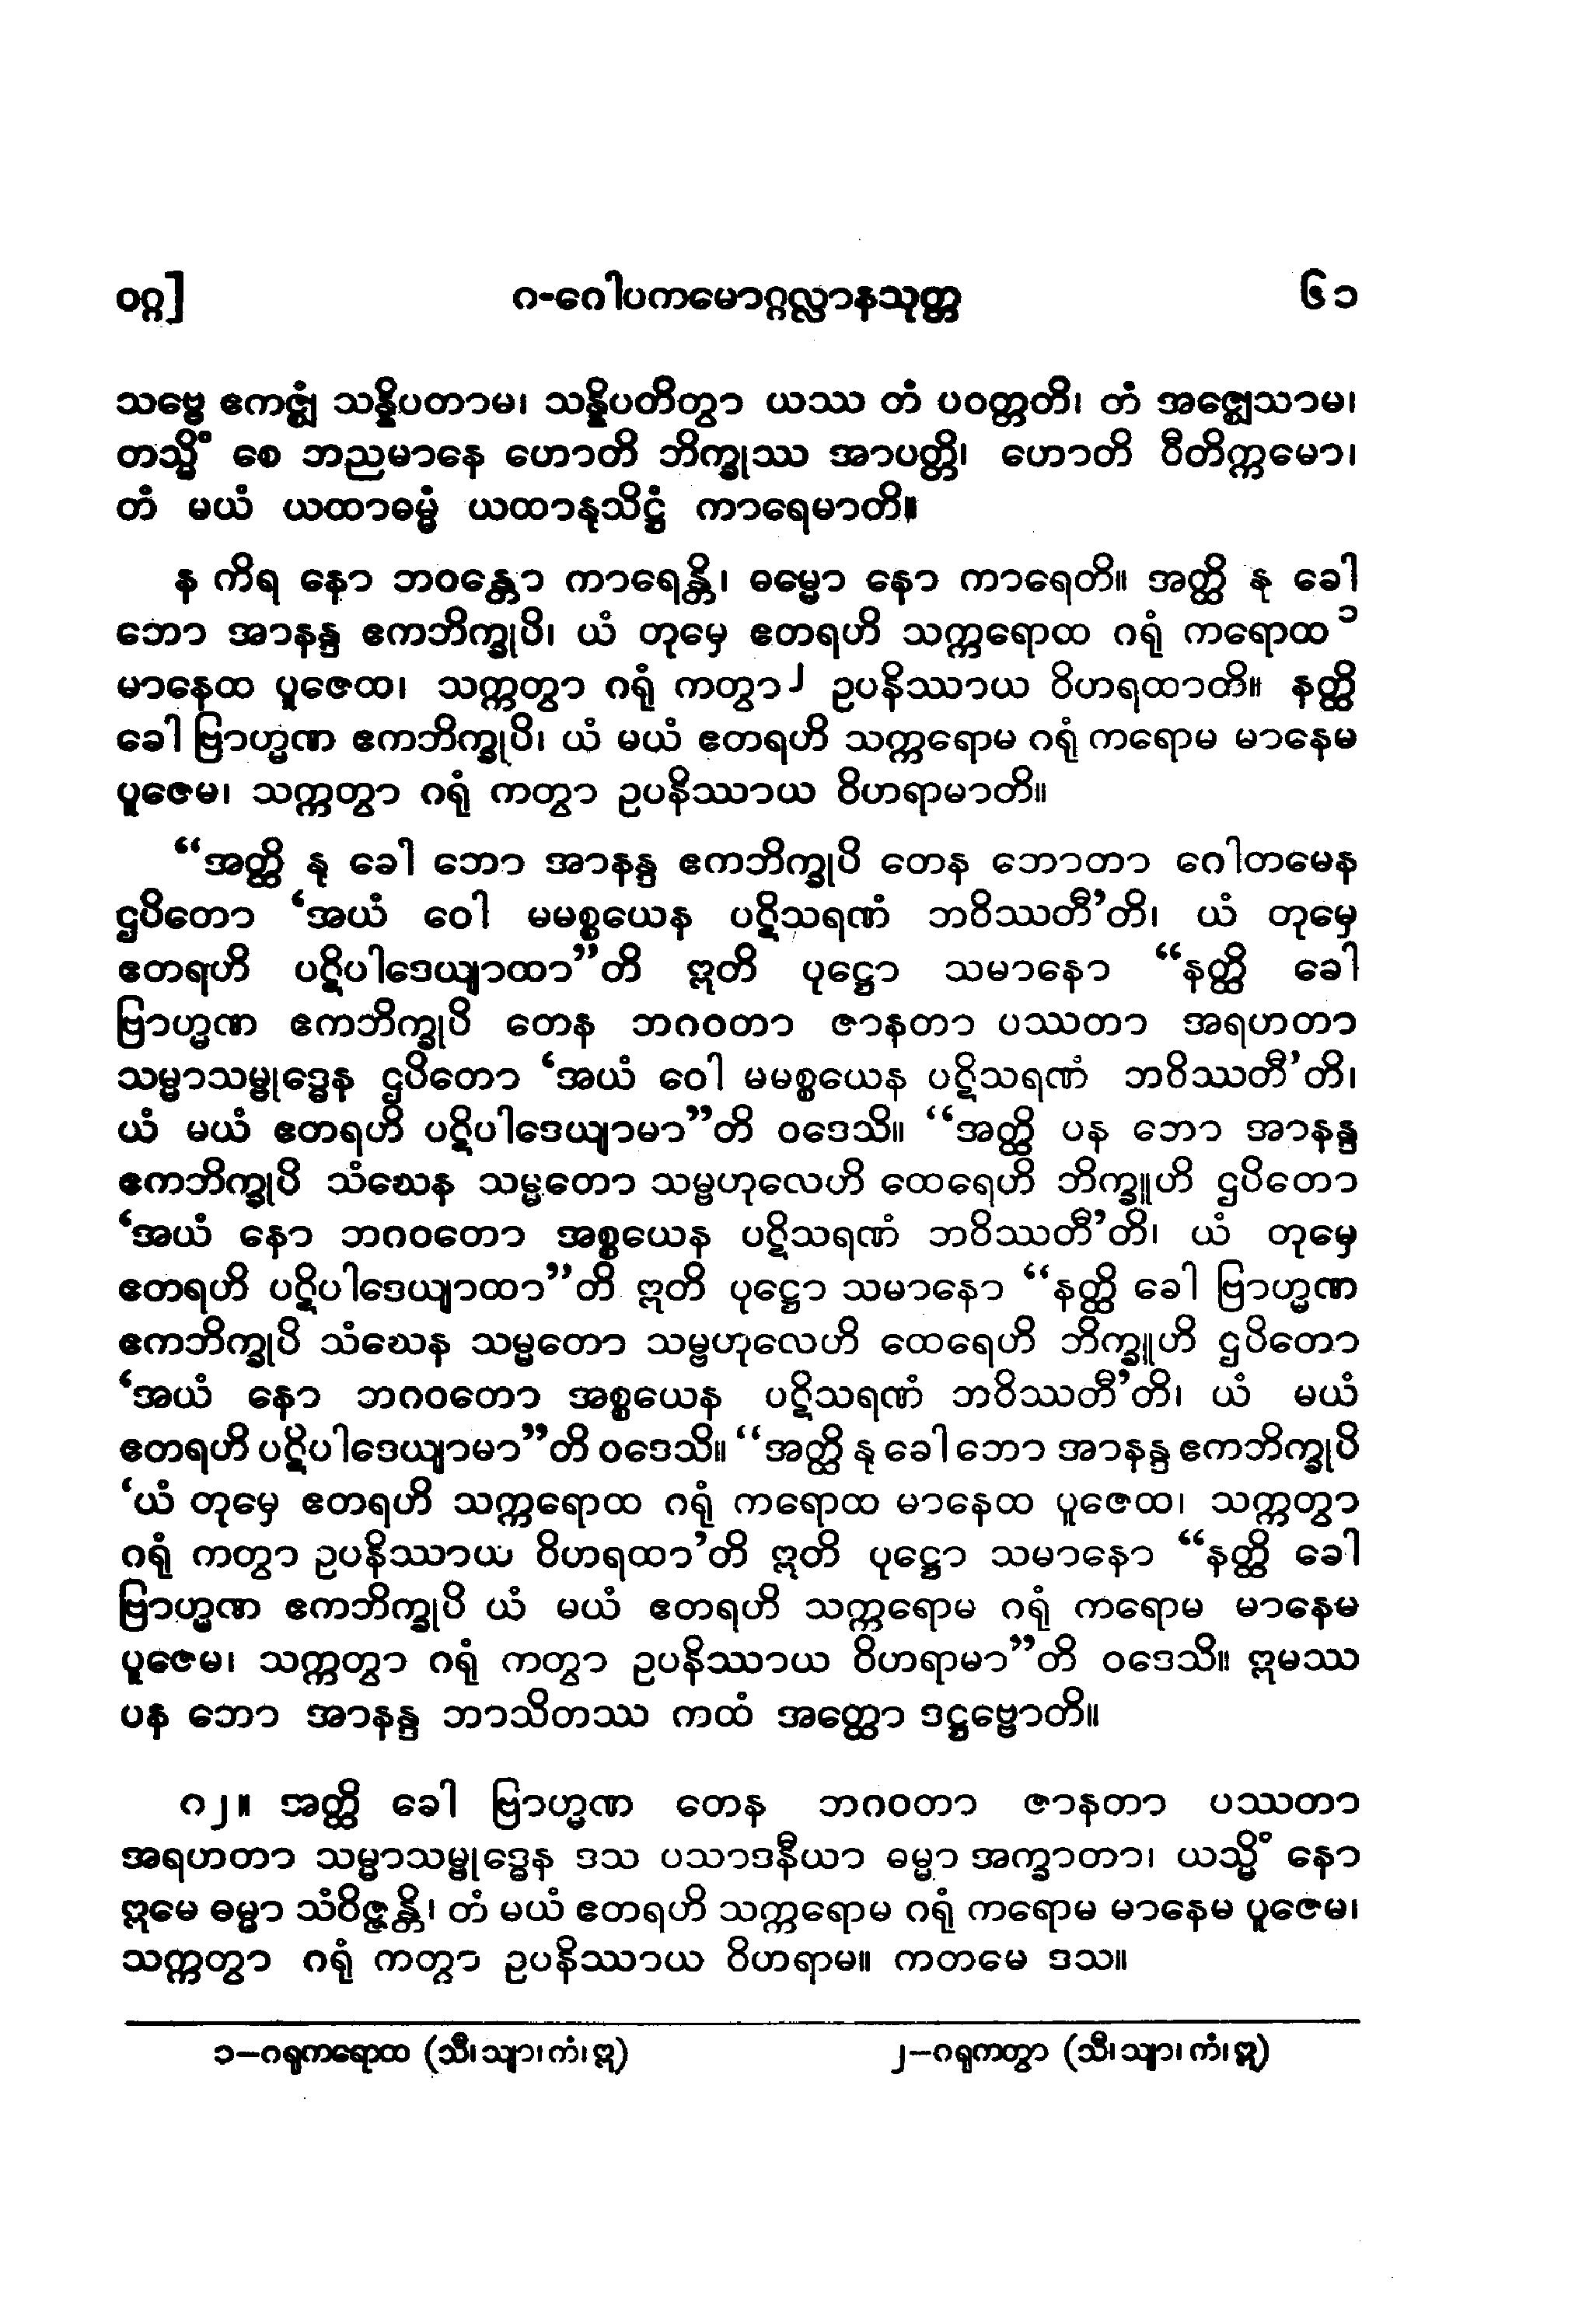 ဝဂ္ဂ] ဂ-ဂေါပကမောဂ္ဂလ္လာနသုတ္တ ၆၁
သဗ္ဗေ ဧကဇ္ဈံ သန္နိပတာမ၊ သန္နိပတိတွာ ယဿ တံ ပဝတ္တတိ၊ တံ အဇ္ဈေသာမ၊
တသ္မိံ စေ ဘညမာနေ ဟောတိ ဘိက္ခုဿ အာပတ္တိ၊ ဟောတိ ဝီတိက္ကမော၊
တံ မယံ ယထာဓမ္မံ ယထာနုသိဋ္ဌံ ကာရေမာတိ။
န ကိရ နော ဘဝန္တော ကာရေန္တိ၊ ဓမ္မော နော ကာရေတိ။ အတ္ထိ နု ခေါ
ဘော အာနန္ဒ ဧကဘိက္ခုပိ၊ ယံ တုမှေ ဧတရဟိ သက္ကရောထ ဂရုံ ကရောထ ၁
မာနေထ ပူဇေထ၊ သက္ကတွာ ဂရုံ ကတွာ ၂ ဥပနိဿာယ ဝိဟရထာတိ။ နတ္ထိ
ခေါ ဗြာဟ္မဏ ဧကဘိက္ခုပိ၊ ယံ မယံ ဧတရဟိ သက္ကရောမ ဂရုံ ကရောမ မာနေမ
ပူဇေမ၊ သက္ကတွာ ဂရုံ ကတွာ ဥပနိဿာယ ဝိဟရာမာတိ။
“အတ္ထိ နု ခေါ ဘော အာနန္ဒ ဧကဘိက္ခုပိ တေန ဘောတာ ဂေါတမေန
ဌပိတော ‘အယံ ဝေါ မမစ္စယေန ပဋိသရဏံ ဘဝိဿတီ’တိ၊ ယံ တုမှေ
ဧတရဟိ ပဋိပါဒေယျာထာ”တိ ဣတိ ပုဋ္ဌော သမာနော “နတ္ထိ ခေါ
ဗြာဟ္မဏ ဧကဘိက္ခုပိ တေန ဘဂဝတာ ဇာနတာ ပဿတာ အရဟတာ
သမ္မာသမ္ဗုဒ္ဓေန ဌပိတော ‘အယံ ဝေါ မမစ္စယေန ပဋိသရဏံ ဘဝိဿတီ’တိ၊
ယံ မယံ ဧတရဟိ ပဋိပါဒေယျာမာ”တိ ဝဒေသိ။ “အတ္ထိ ပန ဘော အာနန္ဒ
ဧကဘိက္ခုပိ သံဃေန သမ္မတော သမ္ဗဟုလေဟိ ထေရေဟိ ဘိက္ခူဟိ ဌပိတော
‘အယံ နော ဘဂဝတော အစ္စယေန ပဋိသရဏံ ဘဝိဿတီ’တိ၊ ယံ တုမှေ
ဧတရဟိ ပဋိပါဒေယျာထာ”တိ ဣတိ ပုဋ္ဌော သမာနော “နတ္ထိ ခေါ ဗြာဟ္မဏ
ဧကဘိက္ခုပိ သံဃေန သမ္မတော သမ္ဗဟုလေဟိ ထေရေဟိ ဘိက္ခူဟိ ဌပိတော
‘အယံ နော ဘဂဝတော အစ္စယေန ပဋိသရဏံ ဘဝိဿတီ’တိ၊ ယံ မယံ
ဧတရဟိ ပဋိပါဒေယျာမာ”တိ ဝဒေသိ။ “အတ္ထိ နု ခေါ ဘော အာနန္ဒ ဧကဘိက္ခုပိ
‘ယံ တုမှေ ဧတရဟိ သက္ကရောထ ဂရုံ ကရောထ မာနေထ ပူဇေထ၊ သက္ကတွာ
ဂရုံ ကတွာ ဥပနိဿာယ ဝိဟရထာ’တိ ဣတိ ပုဋ္ဌော သမာနော “နတ္ထိ ခေါ
ဗြာဟ္မဏ ဧကဘိက္ခုပိ ယံ မယံ ဧတရဟိ သက္ကရောမ ဂရုံ ကရောမ မာနေမ
ပူဇေမ၊ သက္ကတွာ ဂရုံ ကတွာ ဥပနိဿာယ ဝိဟရာမာ”တိ ဝဒေသိ။ ဣမဿ
ပန ဘော အာနန္ဒ ဘာသိတဿ ကထံ အတ္ထော ဒဋ္ဌဗ္ဗောတိ။
၈၂။ အတ္ထိ ခေါ ဗြာဟ္မဏ တေန ဘဂဝတာ ဇာနတာ ပဿတာ
အရဟတာ သမ္မာသမ္ဗုဒ္ဓေန ဒသ ပသာဒနီယာ ဓမ္မာ အက္ခာတာ၊ ယသ္မိံ နော
ဣမေ ဓမ္မာ သံဝိဇ္ဇန္တိ၊ တံ မယံ ဧတရဟိ သက္ကရောမ ဂရုံ ကရောမ မာနေမ ပူဇေမ၊
သက္ကတွာ ဂရုံ ကတွာ ဥပနိဿာယ ဝိဟရာမ။ ကတမေ ဒသ။
၁–ဂရုကရောထ (သီ၊ သျာ၊ ကံ၊ ဣ) ၂–ဂရုကတွာ (သီ၊ သျာ၊ ကံ၊ ဣ)